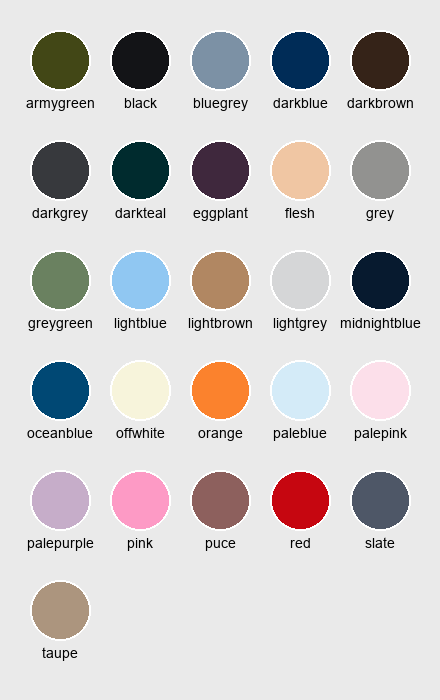 armygreen black bluegrey darkblue darkbrown
darkgrey darkteal eggplant flesh grey
greygreen lightblue lightbrown lightgrey midnightblue
oceanblue offwhite orange paleblue palepink
palepurple pink puce red slate
taupe